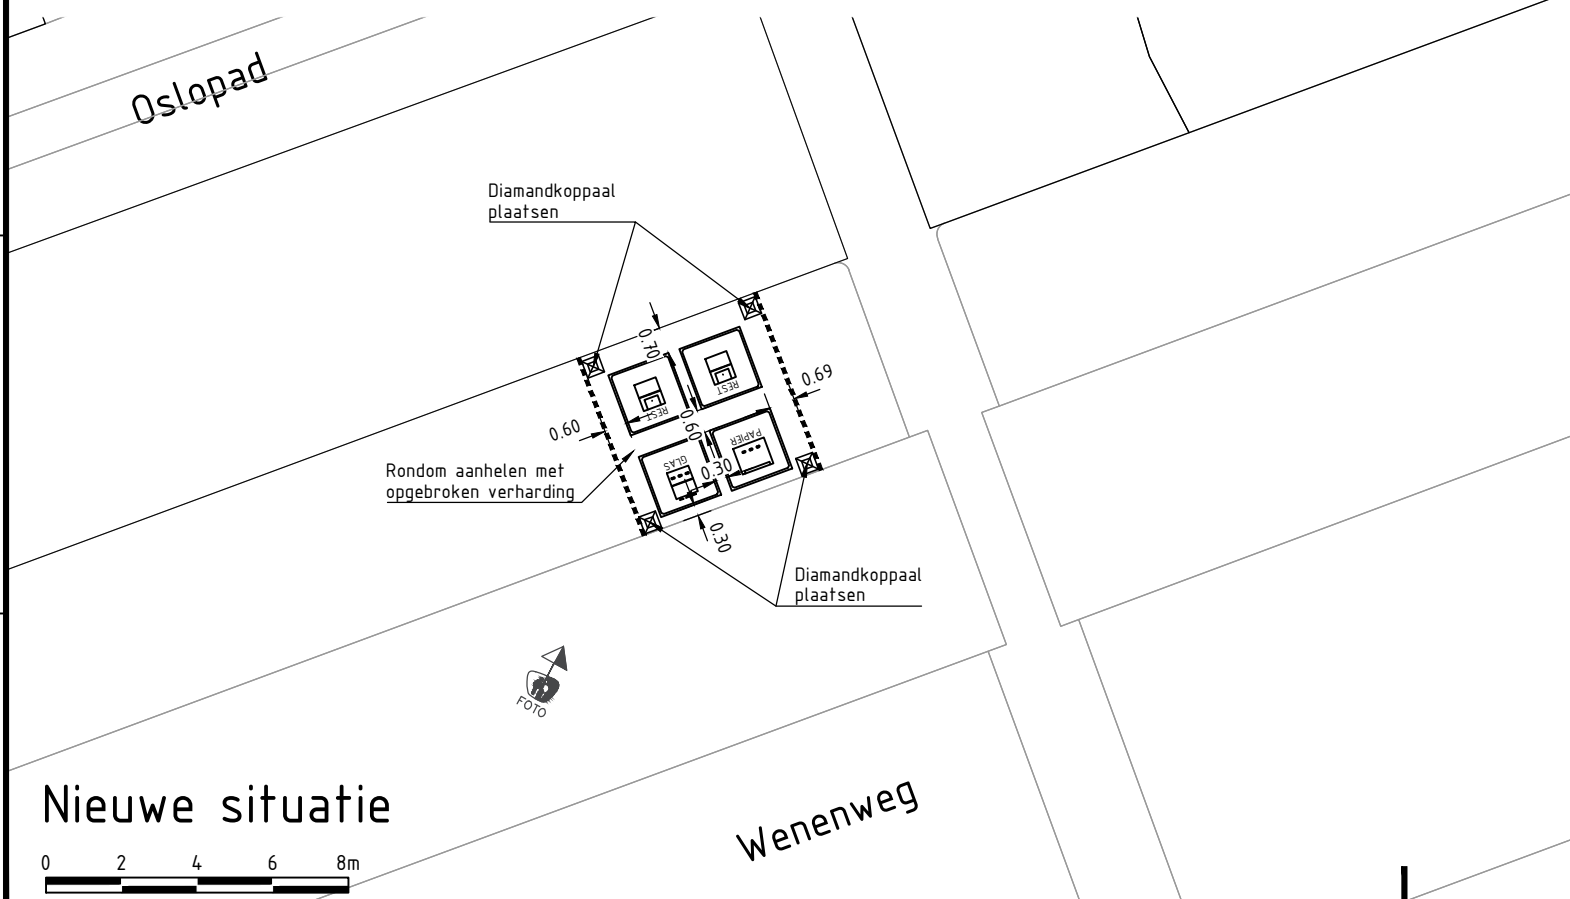 Oslopad
Diamandkoppaal
plaatsen
0.70
0.69
REST
REST
0.60
0.60
PAPIER
GLAS
0.30
Rondom aanhelen met
opgebroken verharding
0.30
Diamandkoppaal
plaatsen
FOTO
Nieuwe situatie
Wenenweg
0 2 4 6 8m